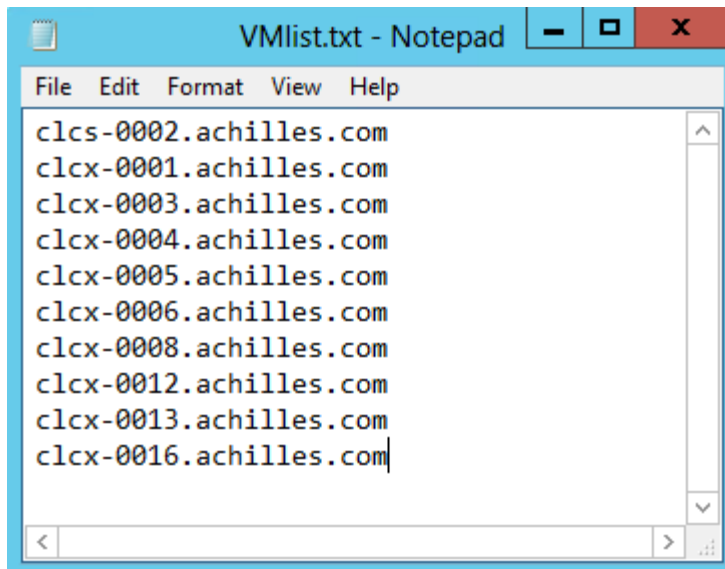 VMlist.txt - Notepad
File Edit Format View Help
clcs-0002.achilles.com
clcx-0001.achilles.com
clcx-0003.achilles.com
clcx-0004.achilles.com
clcx-0005.achilles.com
clcx-0006.achilles.com
clcx-0008.achilles.com
clcx-0012.achilles.com
clcx-0013.achilles.com
clcx-0016.achilles.com